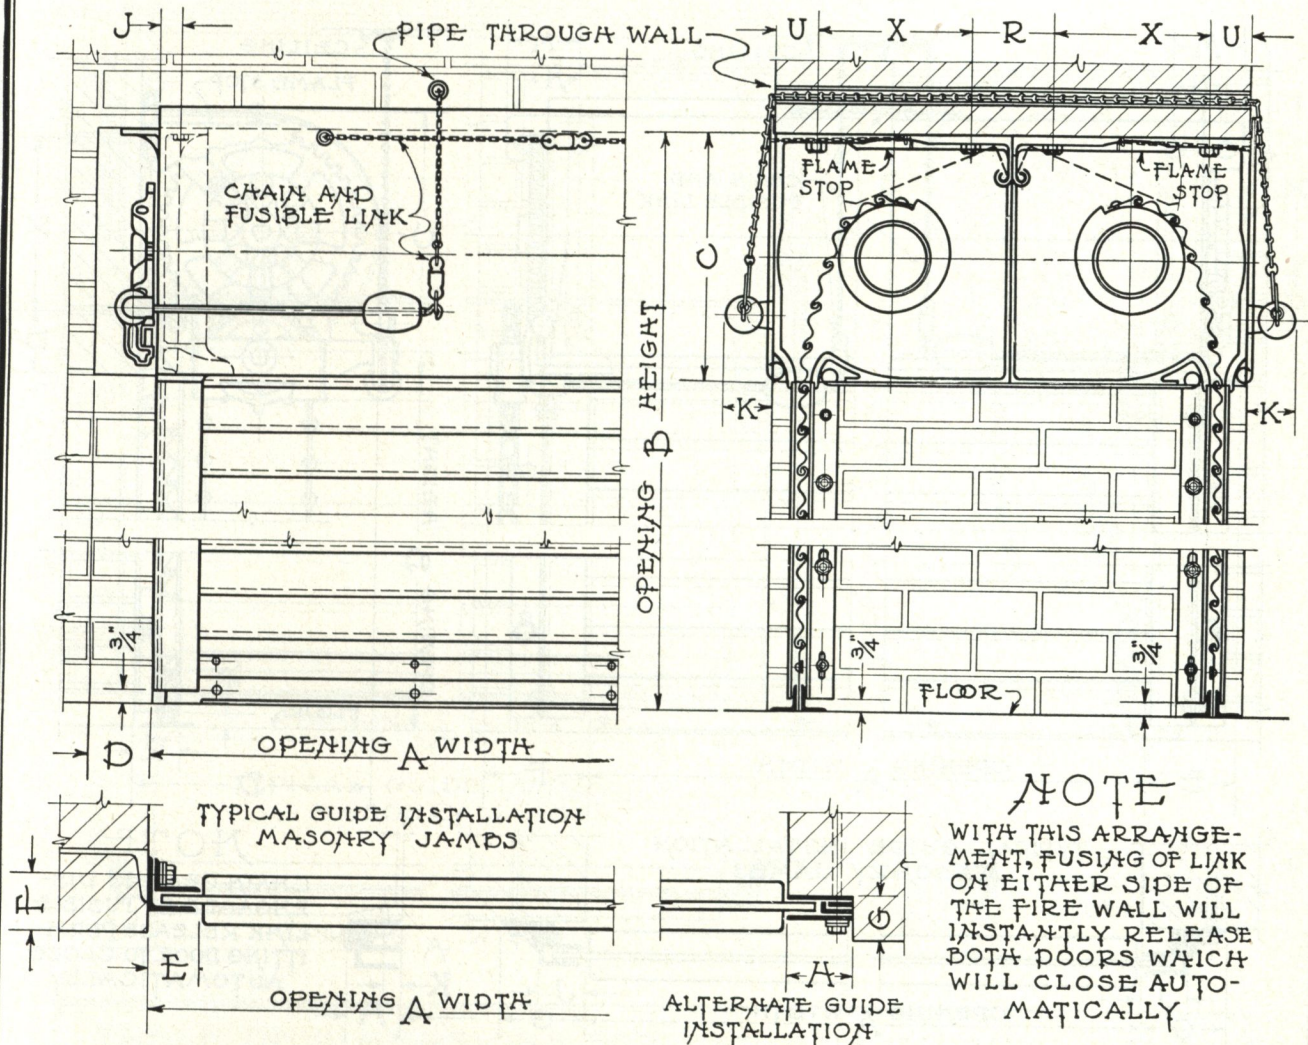 J
PIPE THROUGH WALL
U
X
R
X
U
CHAIN AND
FUSIBLE LINK
FLAME
STOP
FLAME
STOP
C
K
K
OPENING B HEIGHT
3/4"
3/4"
3/4"
FLOOR
D
OPENING A WIDTH
TYPICAL GUIDE INSTALLATION
MASONRY JAMBS
F
E
OPENING A WIDTH
G
H
ALTERNATE GUIDE
INSTALLATION
NOTE
WITH THIS ARRANGE-
MENT, FUSING OF LINK
ON EITHER SIDE OF
THE FIRE WALL WILL
INSTANTLY RELEASE
BOTH DOORS WHICH
WILL CLOSE AUTO-
MATICALLY